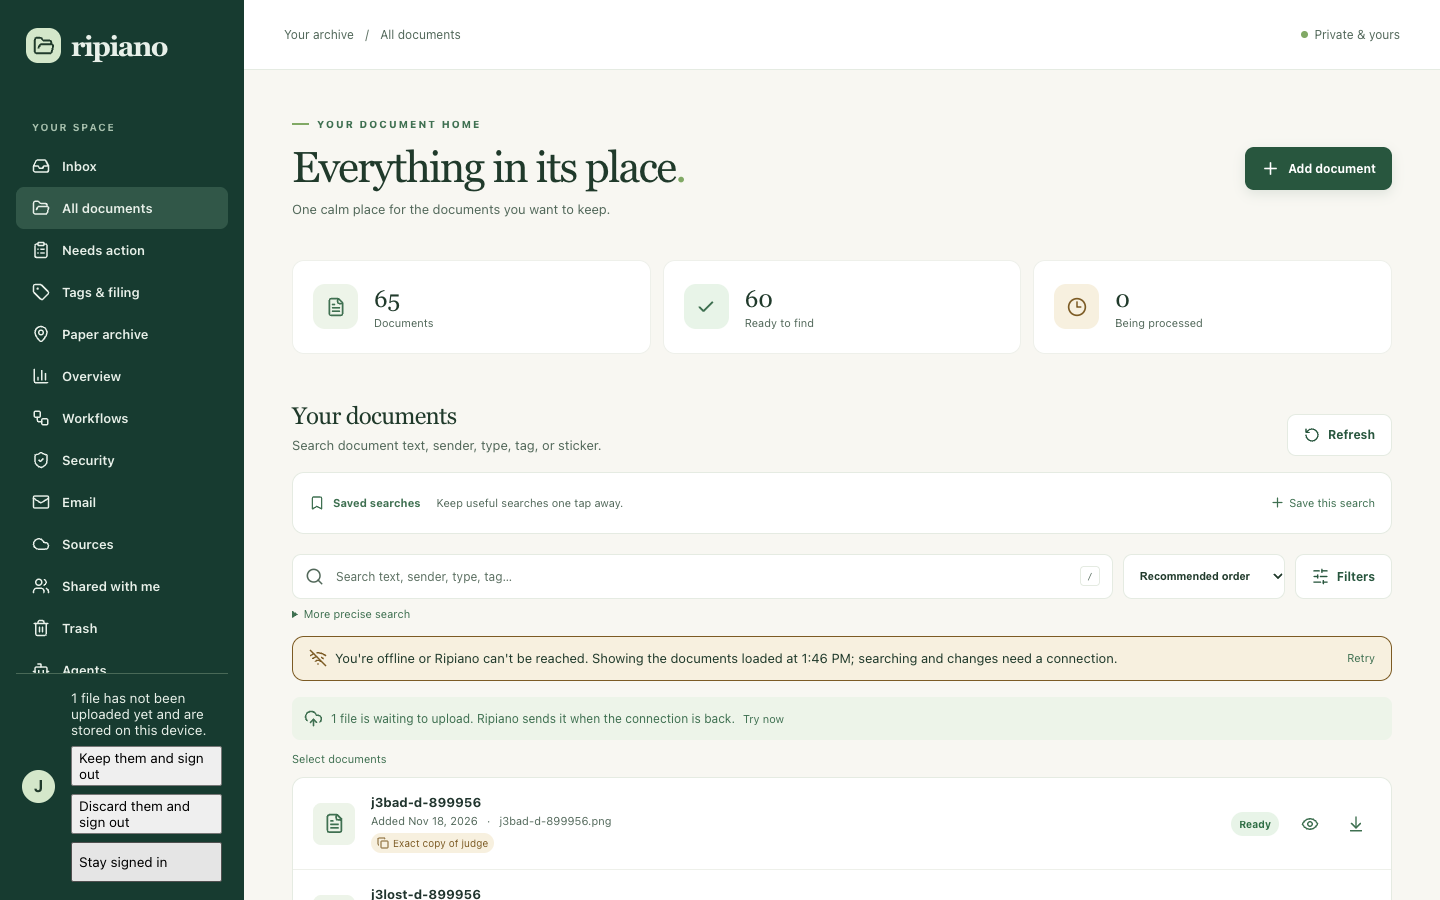 ripiano
YOUR SPACE
Inbox
All documents
Needs action
Tags & filing
Paper archive
Overview
Workflows
Security
Email
Sources
Shared with me
Trash
Agents
1 file has not been
uploaded yet and are
stored on this device.
J
Keep them and sign
out
Discard them and
sign out
Stay signed in
Your archive / All documents
Private & yours
YOUR DOCUMENT HOME
Everything in its place.
One calm place for the documents you want to keep.
Add document
65
Documents
60
Ready to find
0
Being processed
Your documents
Search document text, sender, type, tag, or sticker.
Refresh
Saved searches Keep useful searches one tap away.
Save this search
Search text, sender, type, tag...
/
Recommended order
Filters
More precise search
You're offline or Ripiano can't be reached. Showing the documents loaded at 1:46 PM; searching and changes need a connection.
Retry
1 file is waiting to upload. Ripiano sends it when the connection is back. Try now
Select documents
j3bad-d-899956
Added Nov 18, 2026 · j3bad-d-899956.png
Exact copy of judge
Ready
j3lost-d-899956